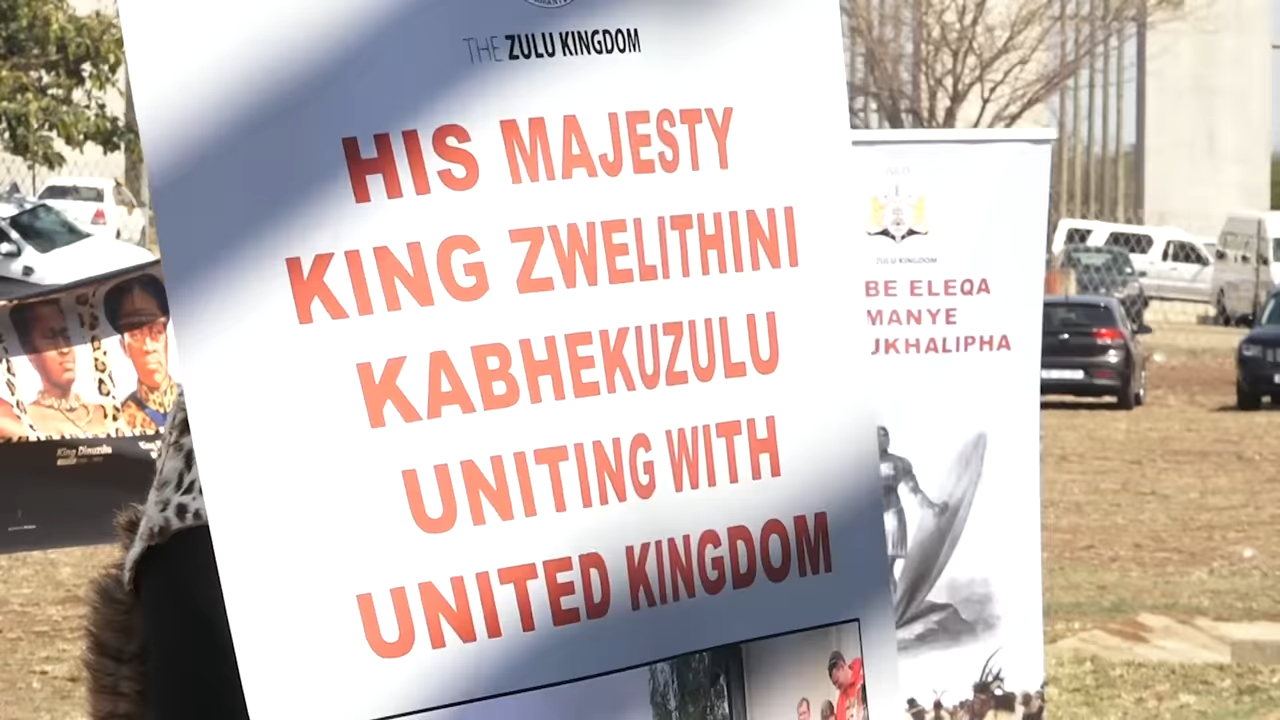 THE ZULU KINGDOM
HIS MAJESTY
KING ZWELITHINI
KABHEKUZULU
UNITING WITH
UNITED KINGDOM
ZULU KINGDOM
BE ELEQA
MANYE
JKHALIPHA
King Dinuzulu